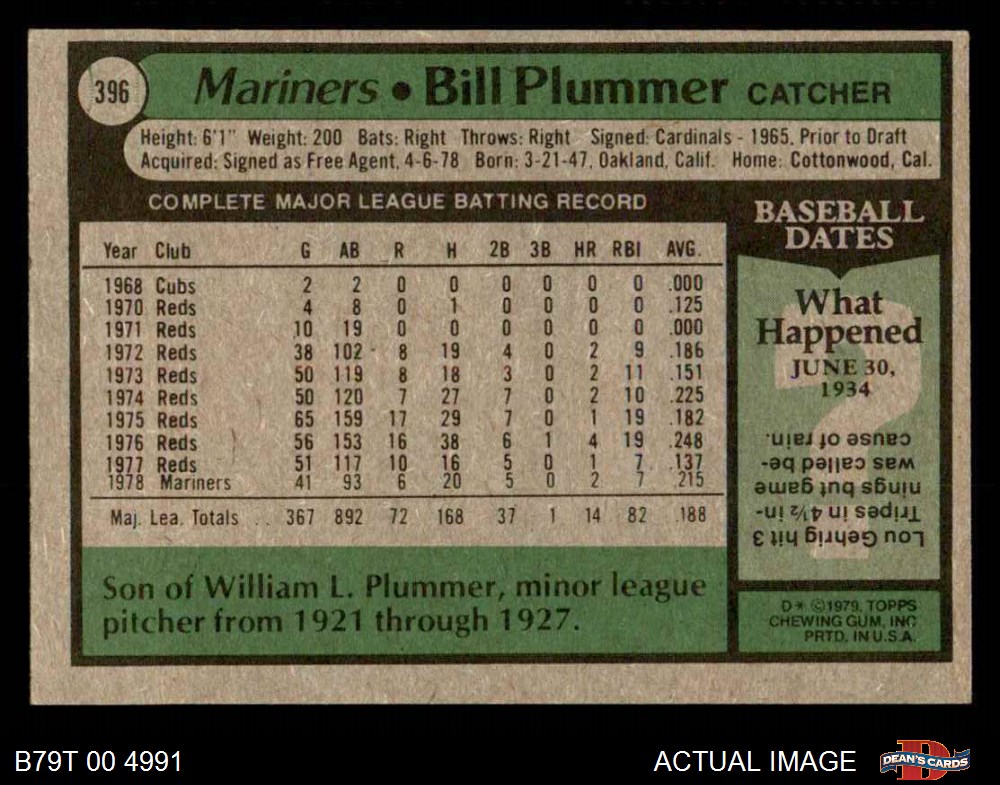 396
Mariners • Bill Plummer CATCHER
Height: 6'1" Weight: 200 Bats: Right Throws: Right Signed: Cardinals - 1965, Prior to Draft
Acquired: Signed as Free Agent, 4-6-78 Born: 3-21-47, Oakland, Calif. Home: Cottonwood, Cal.
COMPLETE MAJOR LEAGUE BATTING RECORD
Year Club G AB R H 2B 3B HR RBI AVG.
1968 Cubs 2 2 0 0 0 0 0 0 .000
1970 Reds 4 8 0 1 0 0 0 0 .125
1971 Reds 10 19 0 0 0 0 0 0 .000
1972 Reds 38 102 8 19 4 0 2 9 .186
1973 Reds 50 119 8 18 3 0 2 11 .151
1974 Reds 50 120 7 27 7 0 2 10 .225
1975 Reds 65 159 17 29 7 0 1 19 .182
1976 Reds 56 153 16 38 6 1 4 19 .248
1977 Reds 51 117 10 16 5 0 1 7 .137
1978 Mariners 41 93 6 20 5 0 2 7 .215
Maj. Lea. Totals .. 367 892 72 168 37 1 14 82 .188
Son of William L. Plummer, minor league
pitcher from 1921 through 1927.
BASEBALL
DATES
What
Happened
JUNE 30,
1934
?
Lou Gehrig hit 3
Tripes in 4½ in-
nings but game
was called be-
cause of rain.
D* ©1979, TOPPS
CHEWING GUM, INC
PRTD. IN U.S.A.
B79T 00 4991
ACTUAL IMAGE
D
DEAN'S CARDS